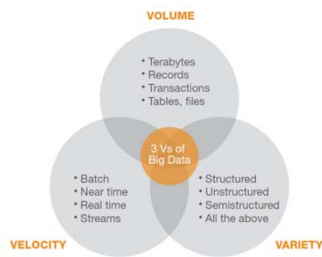 VOLUME
• Terabytes
• Records
• Transactions
• Tables, files
3 Vs of
Big Data
• Batch
• Near time
• Real time
• Streams
• Structured
• Unstructured
• Semistructured
• All the above
VELOCITY
VARIETY